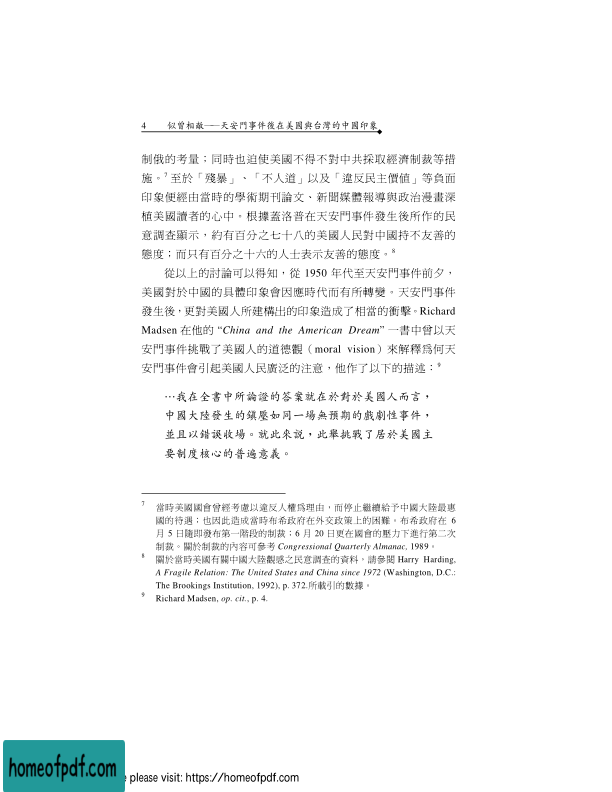 4 似曾相敵——天安門事件後在美國與台灣的中國印象
制俄的考量；同時也迫使美國不得不對中共採取經濟制裁等措
施。7 至於「殘暴」、「不人道」以及「違反民主價值」等負面
印象便經由當時的學術期刊論文、新聞媒體報導與政治漫畫深
植美國讀者的心中。根據蓋洛普在天安門事件發生後所作的民
意調查顯示，約有百分之七十八的美國人民對中國持不友善的
態度；而只有百分之十六的人士表示友善的態度。8
從以上的討論可以得知，從 1950 年代至天安門事件前夕，
美國對於中國的具體印象會因應時代而有所轉變。天安門事件
發生後，更對美國人所建構出的印象造成了相當的衝擊。Richard
Madsen 在他的 “China and the American Dream” 一書中曾以天
安門事件挑戰了美國人的道德觀（moral vision）來解釋為何天
安門事件會引起美國人民廣泛的注意，他作了以下的描述：9
…我在全書中所論證的答案就在於對於美國人而言，
中國大陸發生的鎮壓如同一場無預期的戲劇性事件，
並且以錯誤收場。就此來說，此舉挑戰了居於美國主
要制度核心的普遍意義。
7 當時美國國會曾經考慮以違反人權為理由，而停止繼續給予中國大陸最惠
國的待遇；也因此造成當時布希政府在外交政策上的困難。布希政府在 6
月 5 日隨即發布第一階段的制裁；6 月 20 日更在國會的壓力下進行第二次
制裁。關於制裁的內容可參考 Congressional Quarterly Almanac, 1989。
8 關於當時美國有關中國大陸觀感之民意調查的資料，請參閱 Harry Harding,
A Fragile Relation: The United States and China since 1972 (Washington, D.C.:
The Brookings Institution, 1992), p. 372.所載引的數據。
9 Richard Madsen, op. cit., p. 4.
homeofpdf.com
please visit: https://homeofpdf.com